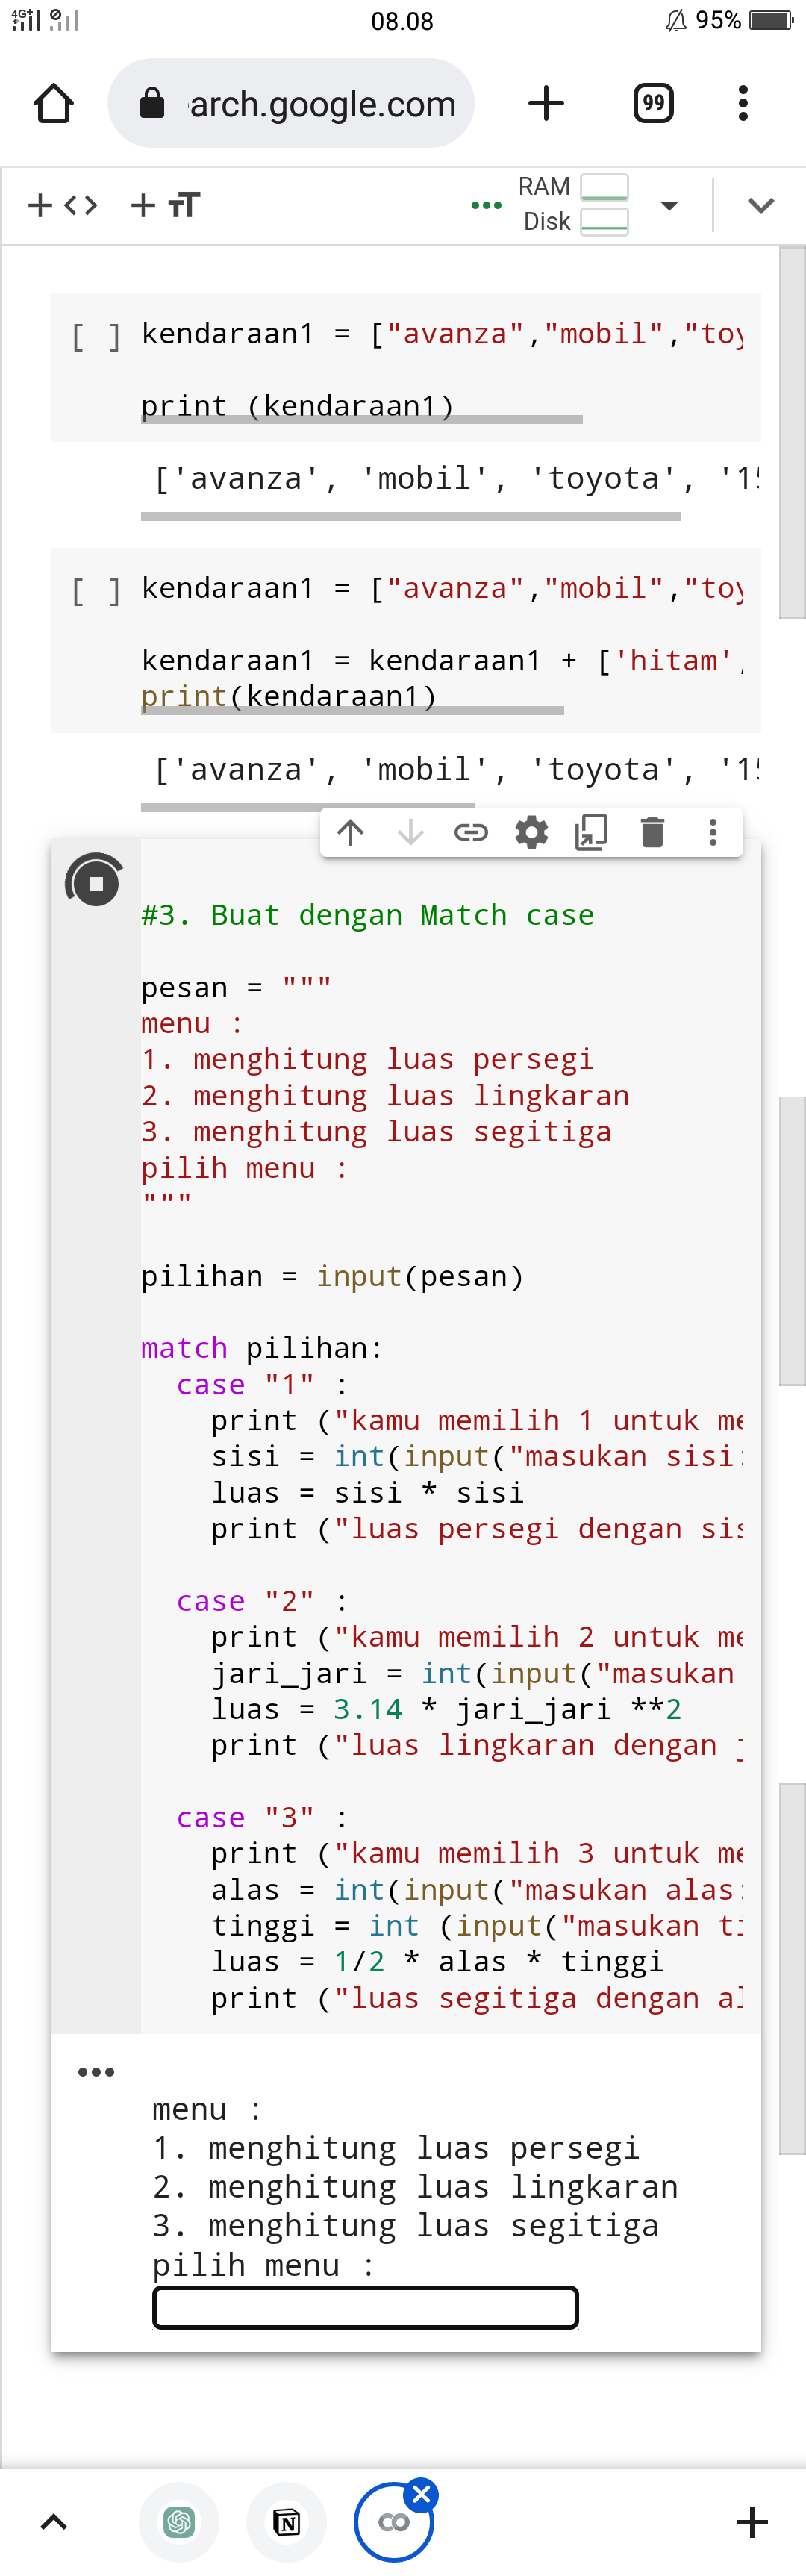 4G+
08.08
95%
arch.google.com
99
RAM
Disk
[ ] kendaraan1 = ["avanza","mobil","toy
print (kendaraan1)
['avanza', 'mobil', 'toyota', '15
[ ] kendaraan1 = ["avanza","mobil","toy
kendaraan1 = kendaraan1 + ['hitam',
print(kendaraan1)
['avanza', 'mobil', 'toyota', '15
#3. Buat dengan Match case
pesan = """
menu :
1. menghitung luas persegi
2. menghitung luas lingkaran
3. menghitung luas segitiga
pilih menu :
"""
pilihan = input(pesan)
match pilihan:
case "1" :
print ("kamu memilih 1 untuk me
sisi = int(input("masukan sisi:
luas = sisi * sisi
print ("luas persegi dengan sis
case "2" :
print ("kamu memilih 2 untuk me
jari_jari = int(input("masukan
luas = 3.14 * jari_jari **2
print ("luas lingkaran dengan j
case "3" :
print ("kamu memilih 3 untuk me
alas = int(input("masukan alas:
tinggi = int (input("masukan ti
luas = 1/2 * alas * tinggi
print ("luas segitiga dengan al
menu :
1. menghitung luas persegi
2. menghitung luas lingkaran
3. menghitung luas segitiga
pilih menu :